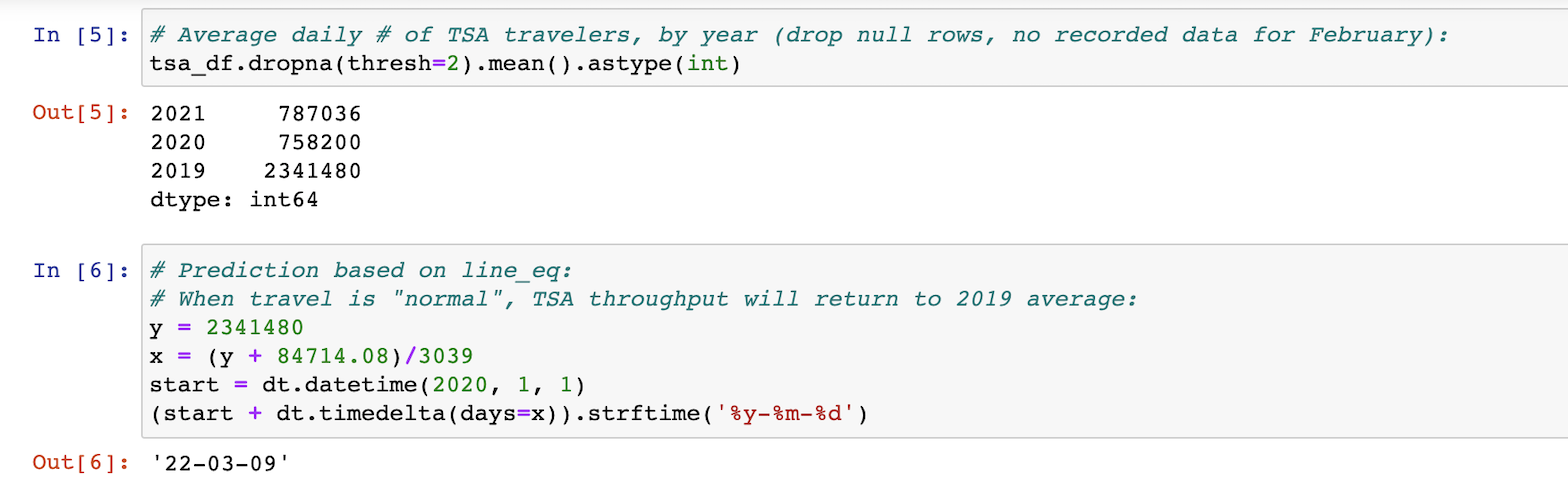 In [5]: # Average daily # of TSA travelers, by year (drop null rows, no recorded data for February):
tsa_df.dropna(thresh=2).mean().astype(int)
Out[5]: 2021     787036
2020     758200
2019    2341480
dtype: int64
In [6]: # Prediction based on line_eq:
# When travel is "normal", TSA throughput will return to 2019 average:
y = 2341480
x = (y + 84714.08)/3039
start = dt.datetime(2020, 1, 1)
(start + dt.timedelta(days=x)).strftime('%y-%m-%d')
Out[6]: '22-03-09'